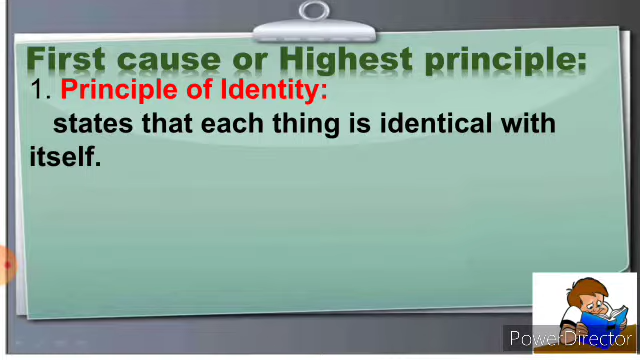 First cause or Highest principle:
1. Principle of Identity:
states that each thing is identical with
itself.
PowerDirector